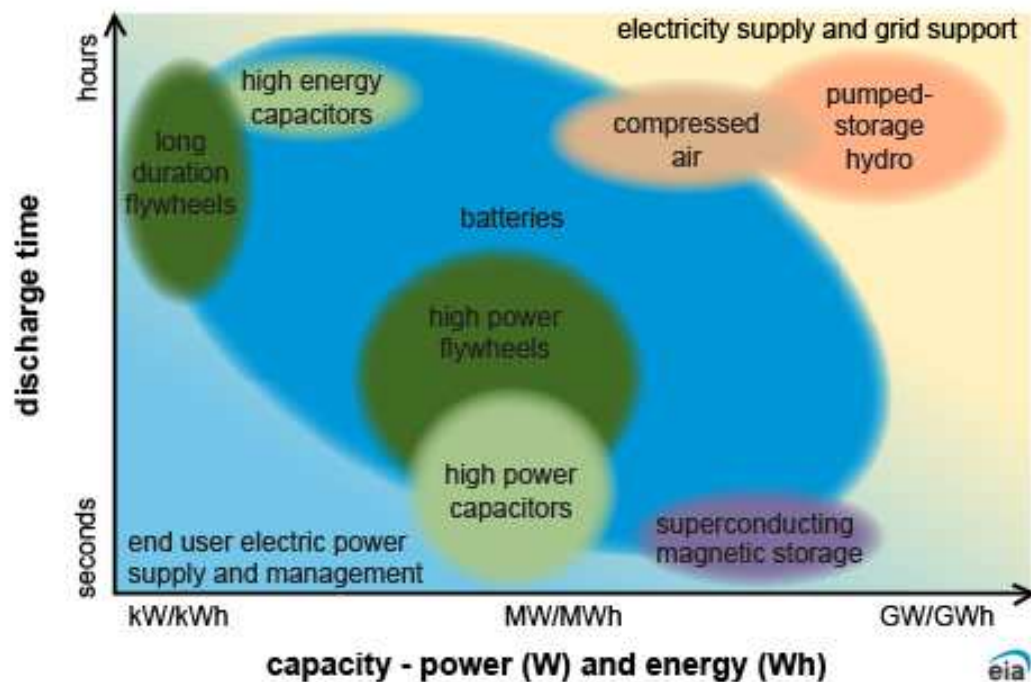 electricity supply and grid support
hours
high energy
capacitors
pumped-
storage
hydro
compressed
air
long
duration
flywheels
batteries
discharge time
high power
flywheels
high power
capacitors
superconducting
magnetic storage
seconds
end user electric power
supply and management
kW/kWh
MW/MWh
GW/GWh
capacity - power (W) and energy (Wh)
eia